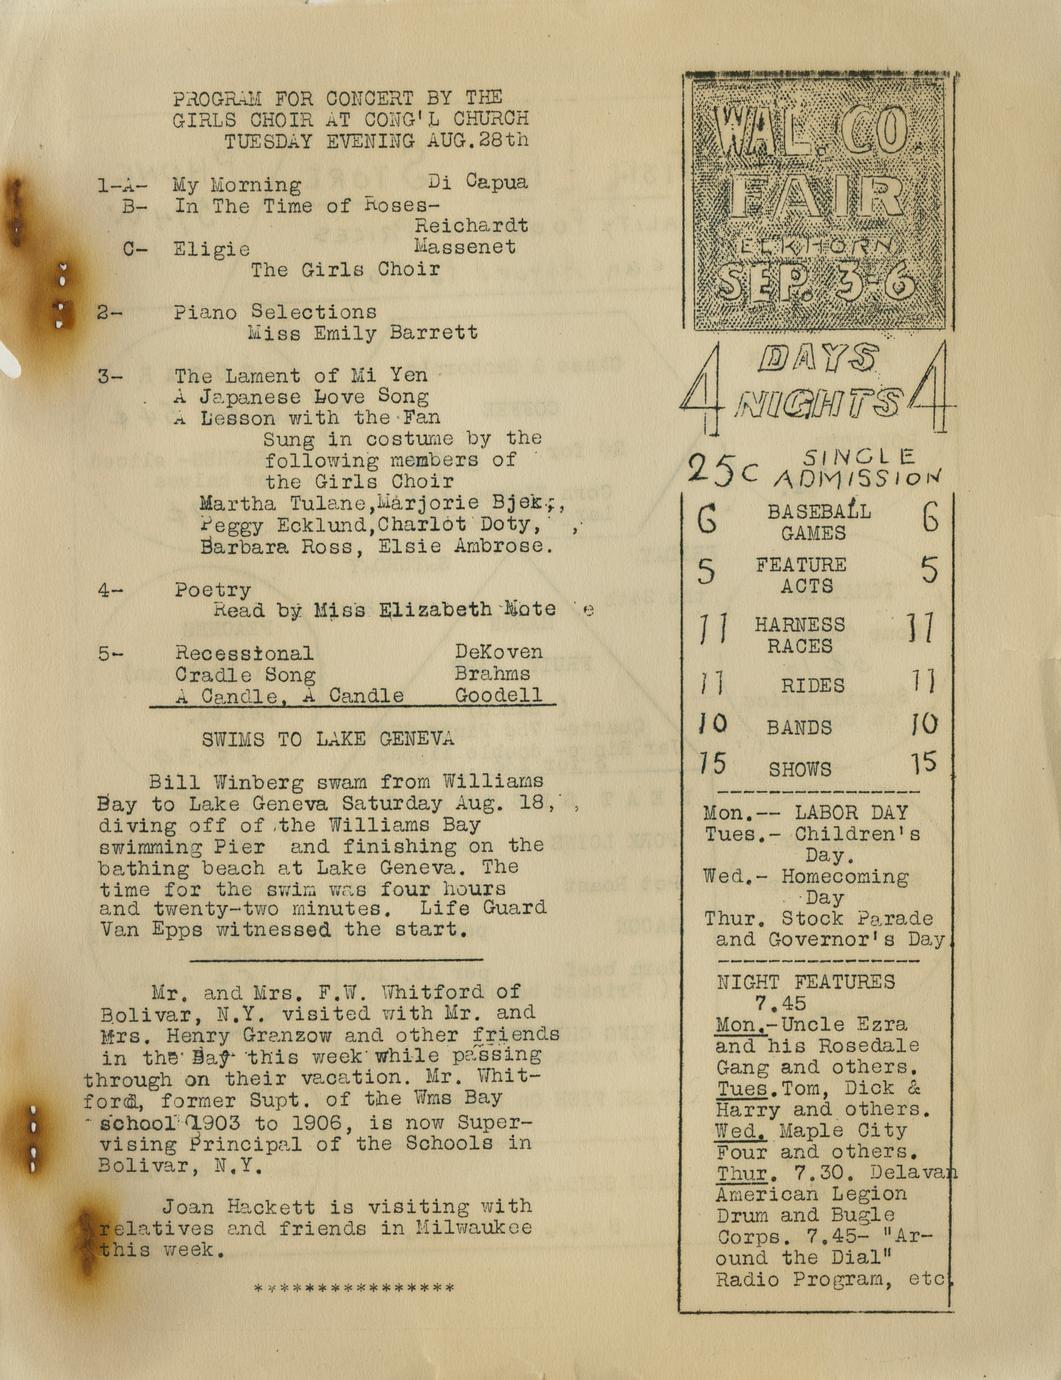 PROGRAM FOR CONCERT BY THE
GIRLS CHOIR AT CONG'L CHURCH
TUESDAY EVENING AUG.28th
1-A- My Morning Di Capua
B- In The Time of Roses-
Reichardt
C- Eligie Massenet
The Girls Choir
2- Piano Selections
Miss Emily Barrett
3- The Lament of Mi Yen
A Japanese Love Song
A Lesson with the Fan
Sung in costume by the
following members of
the Girls Choir
Martha Tulane,Marjorie
Peggy Ecklund,Charlot Doty,
Barbara Ross, Elsie Ambrose.
4- Poetry
Read by Miss Elizabeth
5- Recessional DeKoven
Cradle Song Brahms
A Candle, A Candle Goodell
SWIMS TO LAKE GENEVA
Bill Winberg swam from Williams
Bay to Lake Geneva Saturday Aug. 18,
diving off of the Williams Bay
swimming Pier and finishing on the
bathing beach at Lake Geneva. The
time for the swim was four hours
and twenty-two minutes. Life Guard
Van Epps witnessed the start.
Mr. and Mrs. F.W. Whitford of
Bolivar, N.Y. visited with Mr. and
Mrs. Henry Granzow and other friends
in the Bay this week while passing
through on their vacation. Mr. Whit-
ford, former Supt. of the Wms Bay
school 1903 to 1906, is now Super-
vising Principal of the Schools in
Bolivar, N.Y.
Joan Hackett is visiting with
relatives and friends in Milwaukee
this week.
****************
WAL. CO.
FAIR
ELKHORN
SEP. 3-6
4 DAYS 4
NIGHTS
25c SINGLE
ADMISSION
6 BASEBALL 6
GAMES
5 FEATURE 5
ACTS
11 HARNESS 11
RACES
11 RIDES 11
10 BANDS 10
15 SHOWS 15
Mon.-- LABOR DAY
Tues.- Children's
Day.
Wed.- Homecoming
Day
Thur. Stock Parade
and Governor's Day
NIGHT FEATURES
7.45
Mon.-Uncle Ezra
and his Rosedale
Gang and others.
Tues.Tom, Dick &
Harry and others.
Wed. Maple City
Four and others.
Thur. 7.30. Delavan
American Legion
Drum and Bugle
Corps. 7.45- "Ar-
ound the Dial"
Radio Program, etc.